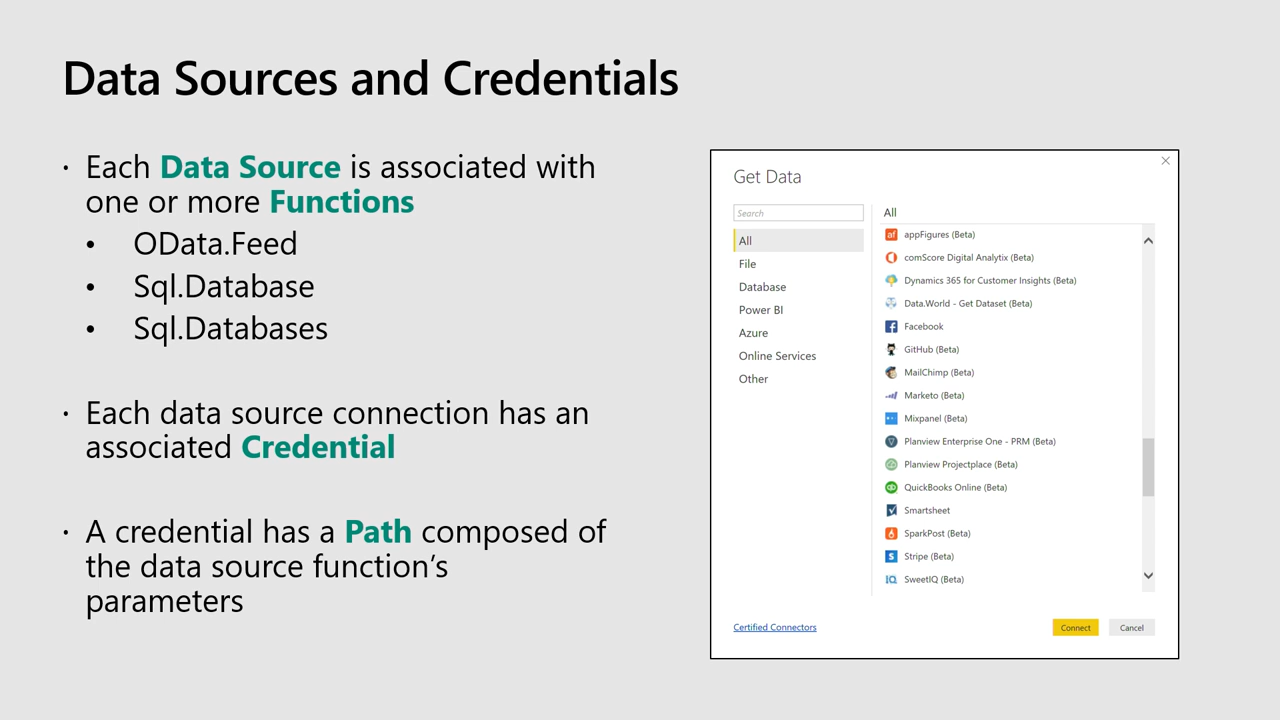 Data Sources and Credentials
· Each Data Source is associated with
one or more Functions
• OData.Feed
• Sql.Database
• Sql.Databases
· Each data source connection has an
associated Credential
· A credential has a Path composed of
the data source function's
parameters
Get Data
Search
All
File
Database
Power BI
Azure
Online Services
Other
All
appFigures (Beta)
comScore Digital Analytix (Beta)
Dynamics 365 for Customer Insights (Beta)
Data.World - Get Dataset (Beta)
Facebook
GitHub (Beta)
MailChimp (Beta)
Marketo (Beta)
Mixpanel (Beta)
Planview Enterprise One - PRM (Beta)
Planview Projectplace (Beta)
QuickBooks Online (Beta)
Smartsheet
SparkPost (Beta)
Stripe (Beta)
SweetIQ (Beta)
Certified Connectors
Connect
Cancel